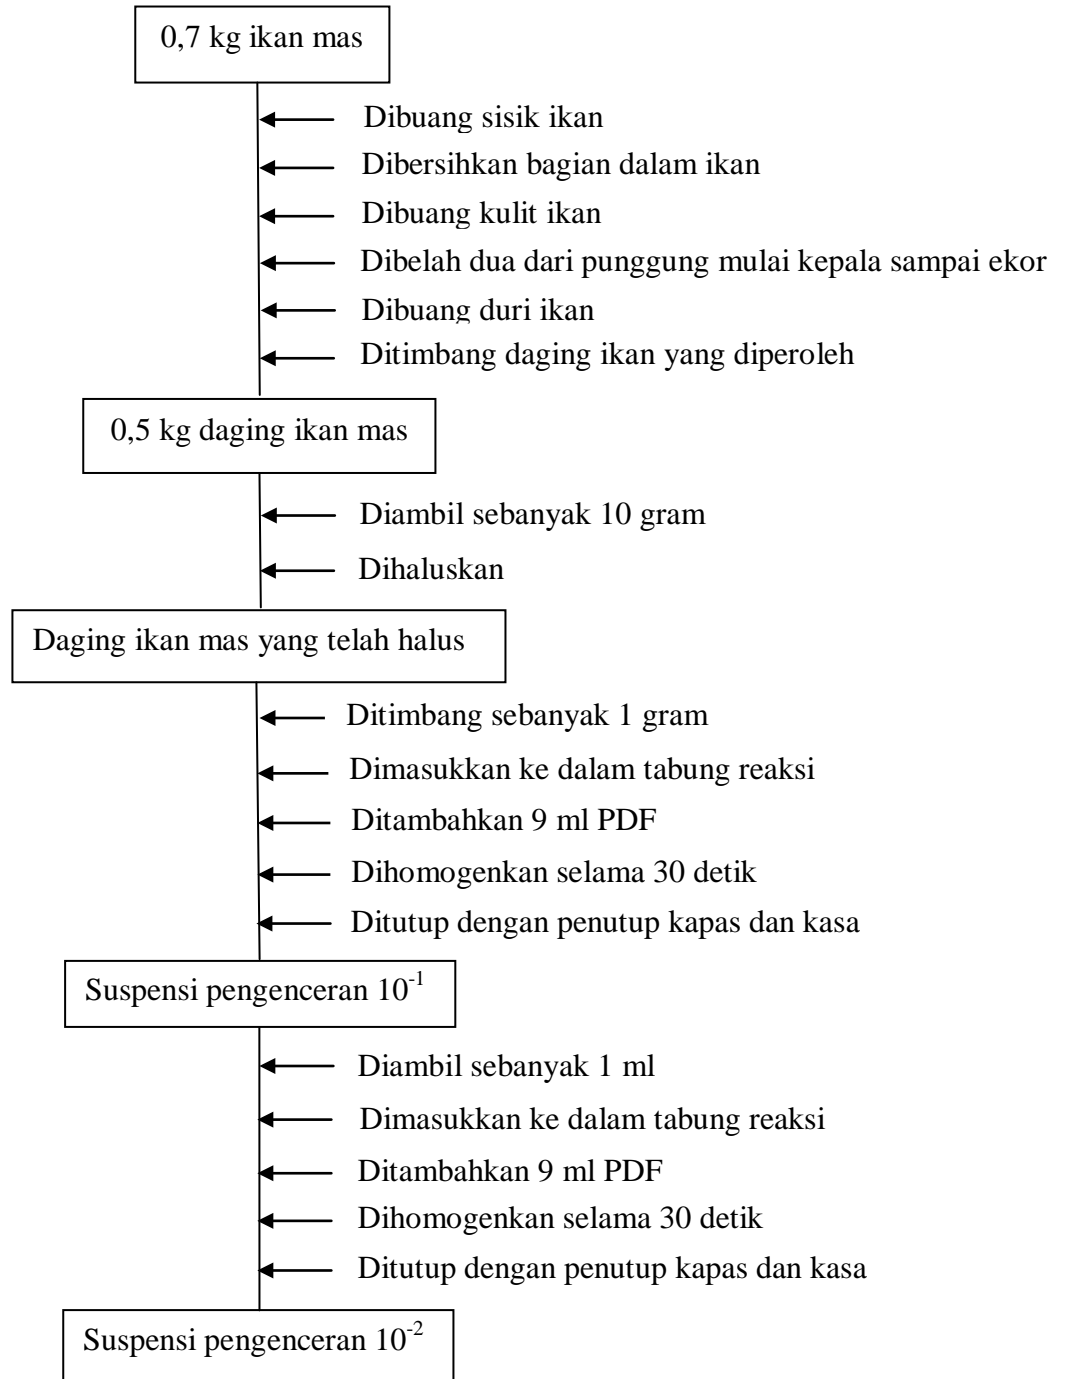 0,7 kg ikan mas
Dibuang sisik ikan
Dibersihkan bagian dalam ikan
Dibuang kulit ikan
Dibelah dua dari punggung mulai kepala sampai ekor
Dibuang duri ikan
Ditimbang daging ikan yang diperoleh
0,5 kg daging ikan mas
Diambil sebanyak 10 gram
Dihaluskan
Daging ikan mas yang telah halus
Ditimbang sebanyak 1 gram
Dimasukkan ke dalam tabung reaksi
Ditambahkan 9 ml PDF
Dihomogenkan selama 30 detik
Ditutup dengan penutup kapas dan kasa
Suspensi pengenceran 10⁻¹
Diambil sebanyak 1 ml
Dimasukkan ke dalam tabung reaksi
Ditambahkan 9 ml PDF
Dihomogenkan selama 30 detik
Ditutup dengan penutup kapas dan kasa
Suspensi pengenceran 10⁻²